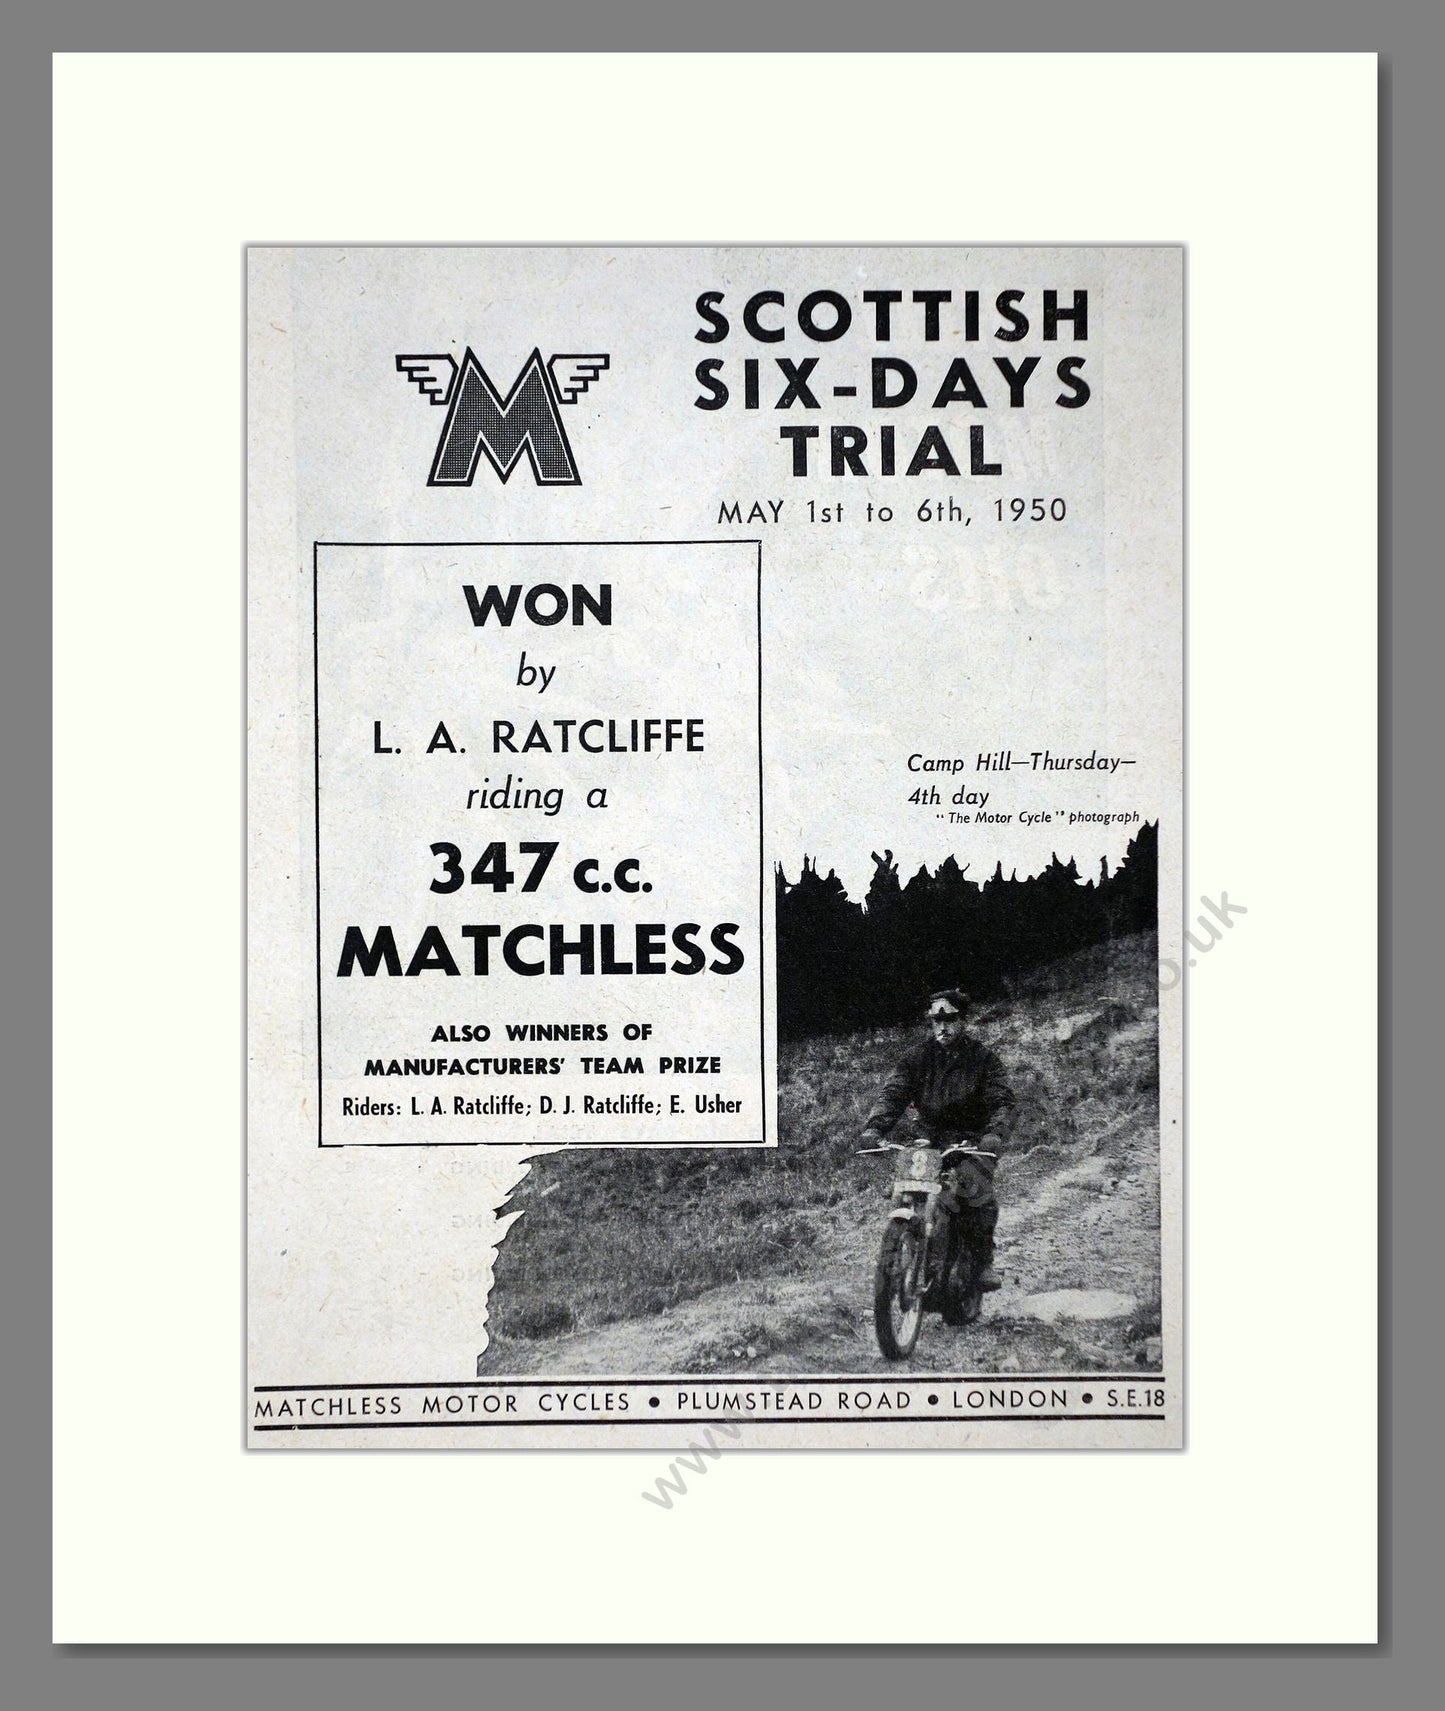 M
SCOTTISH
SIX-DAYS
TRIAL
MAY 1st to 6th, 1950
WON
by
L. A. RATCLIFFE
riding a
347 c.c.
MATCHLESS
ALSO WINNERS OF
MANUFACTURERS' TEAM PRIZE
Riders: L. A. Ratcliffe; D. J. Ratcliffe; E. Usher
Camp Hill—Thursday—
4th day
"The Motor Cycle" photograph
8
MATCHLESS MOTOR CYCLES • PLUMSTEAD ROAD • LONDON • S.E.18